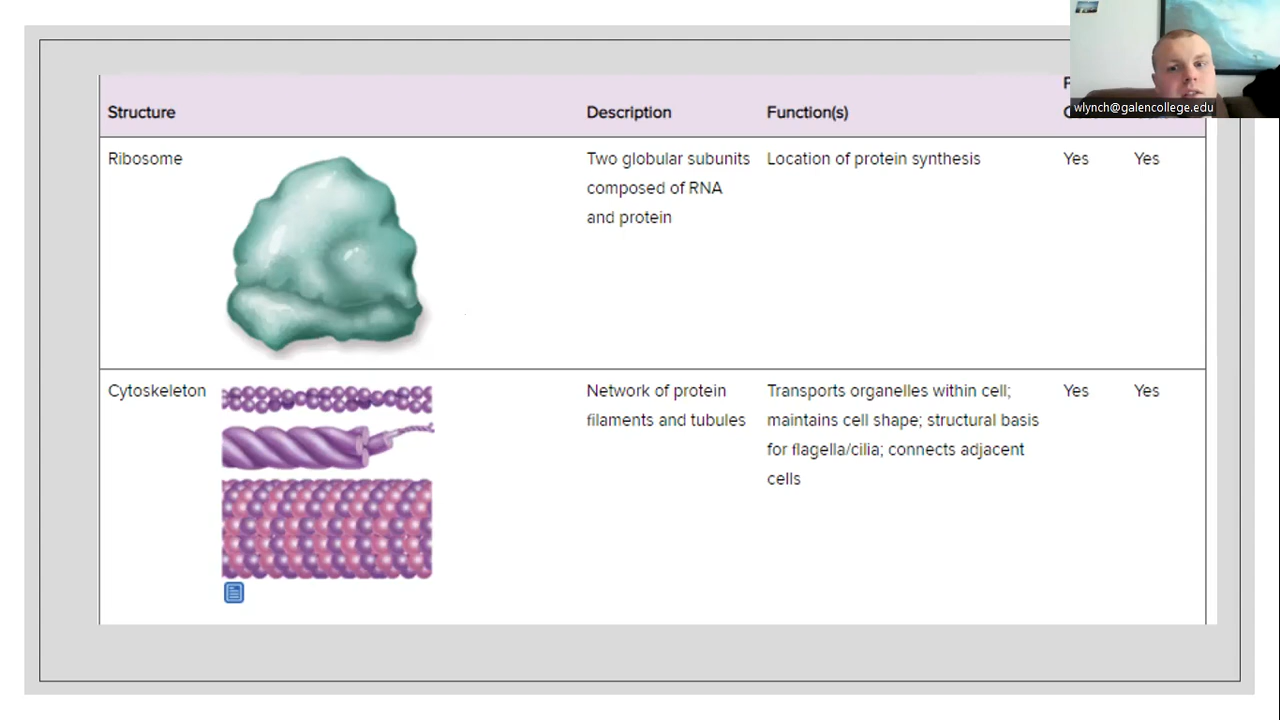 wlynch@galencollege.edu
Structure Description Function(s)
Ribosome Two globular subunits Location of protein synthesis Yes Yes
composed of RNA
and protein
Cytoskeleton Network of protein Transports organelles within cell; Yes Yes
filaments and tubules maintains cell shape; structural basis
for flagella/cilia; connects adjacent
cells